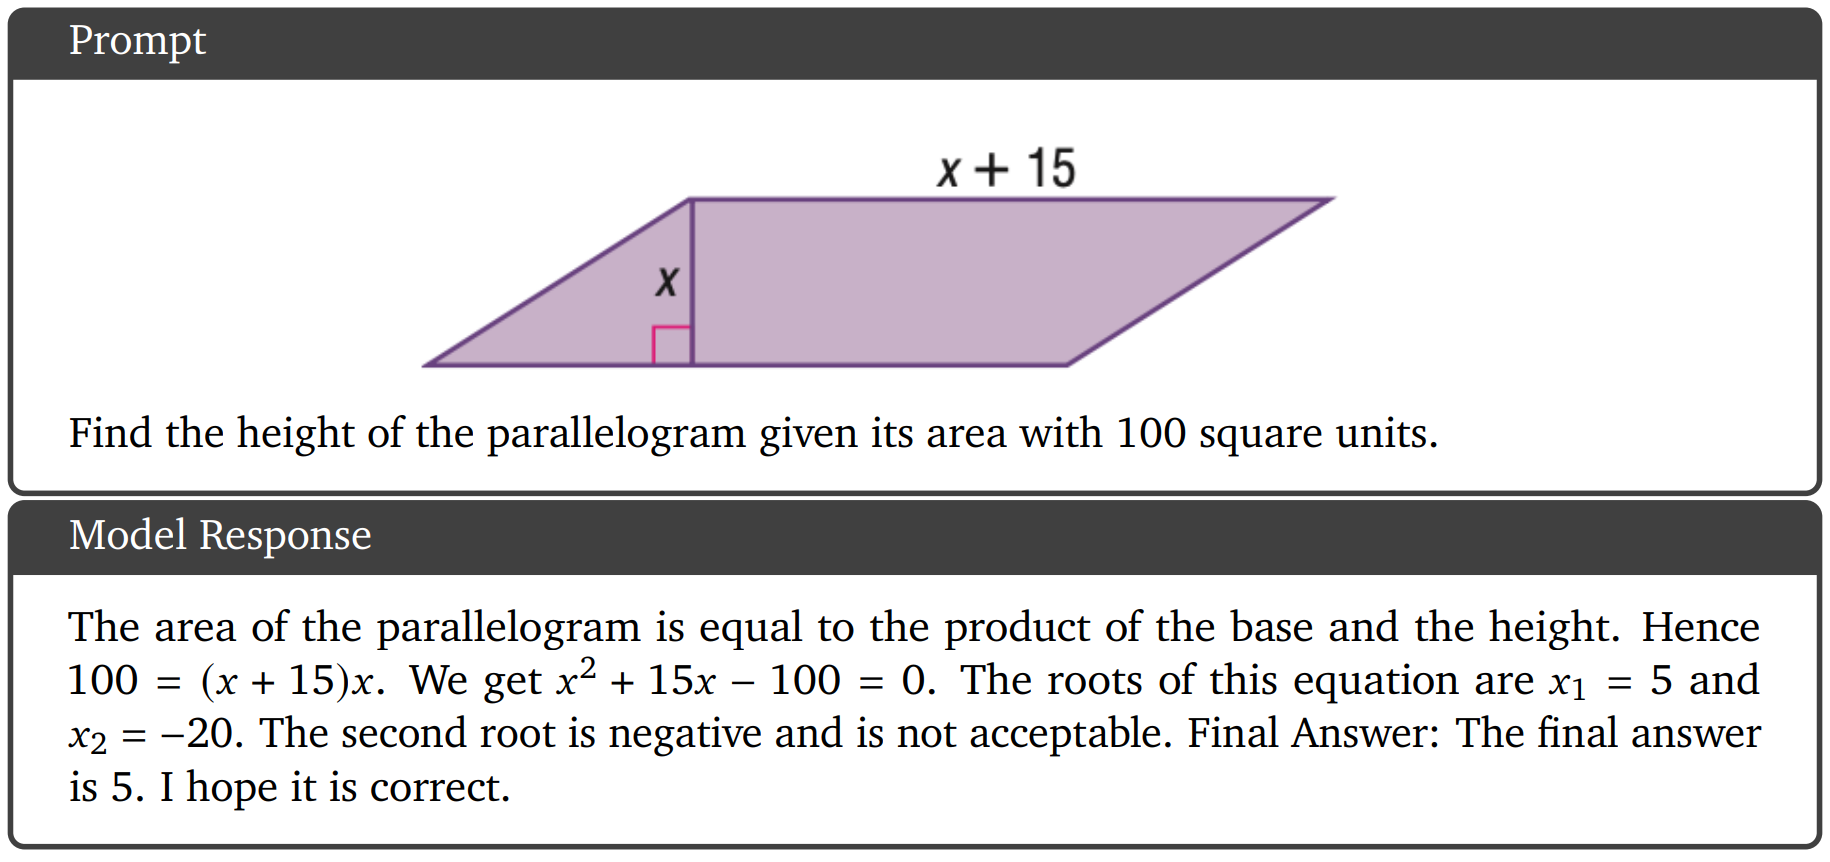 Prompt
x + 15
x
Find the height of the parallelogram given its area with 100 square units.
Model Response
The area of the parallelogram is equal to the product of the base and the height. Hence
100 = (x + 15)x. We get x² + 15x − 100 = 0. The roots of this equation are x₁ = 5 and
x₂ = −20. The second root is negative and is not acceptable. Final Answer: The final answer
is 5. I hope it is correct.